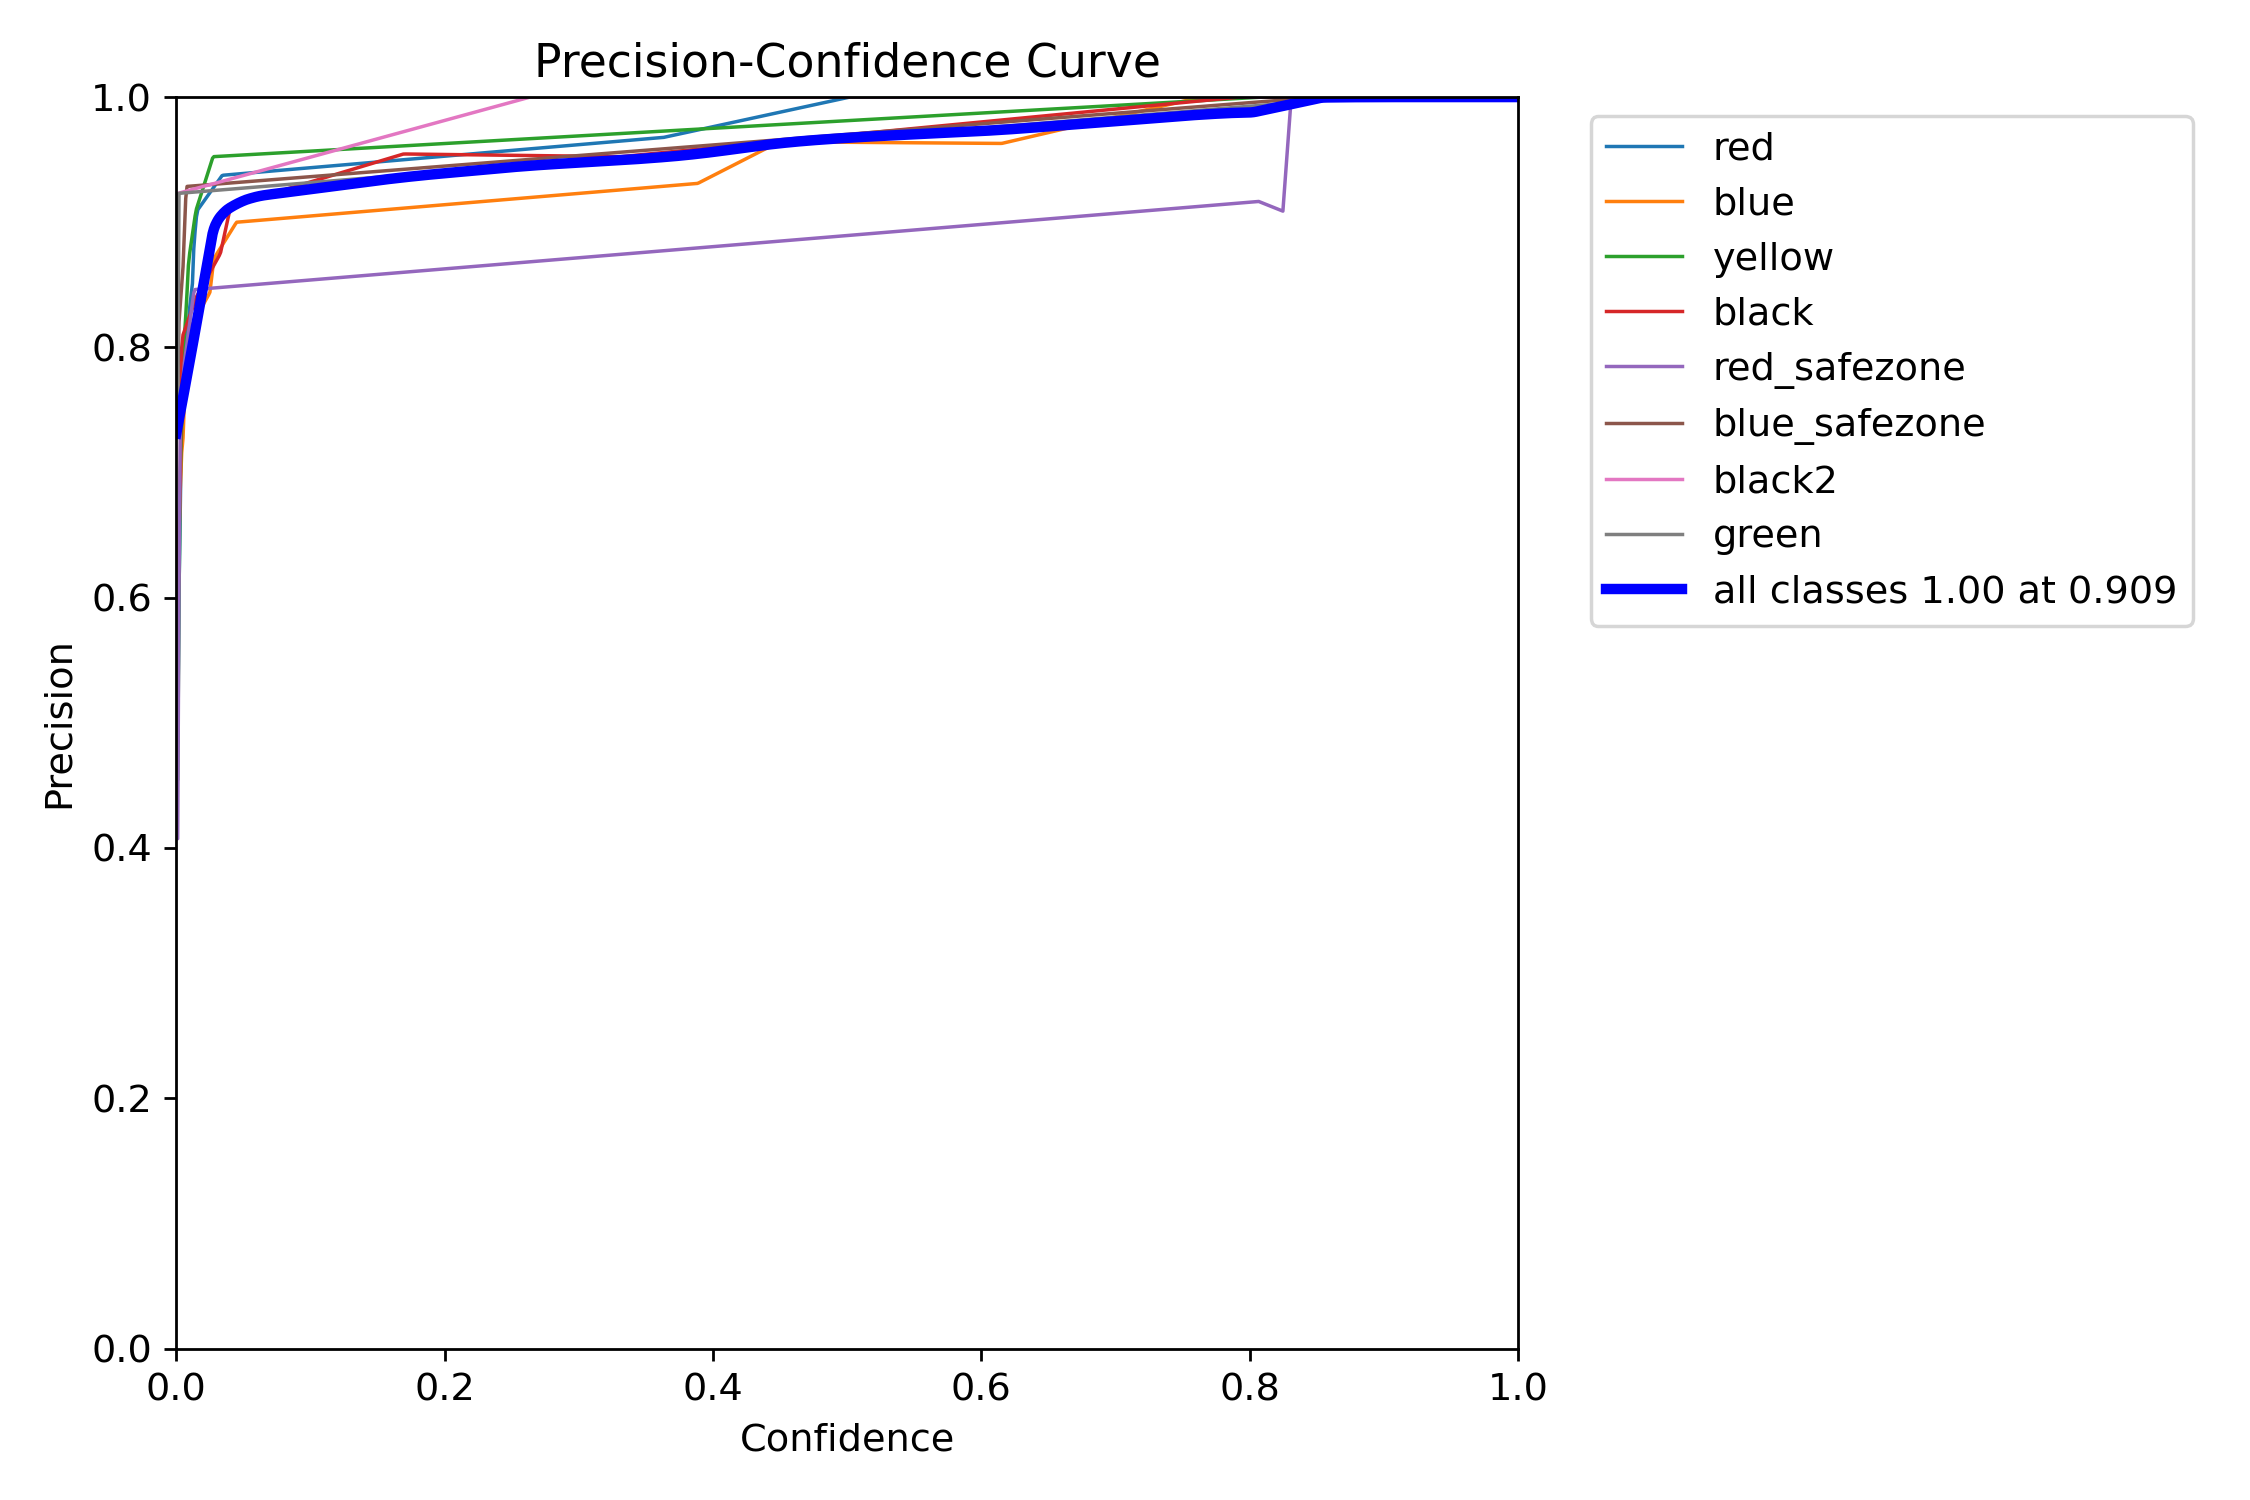 Precision-Confidence Curve
1.0
0.8
0.6
0.4
0.2
0.0
Precision
0.0 0.2 0.4 0.6 0.8 1.0
Confidence
red
blue
yellow
black
red_safezone
blue_safezone
black2
green
all classes 1.00 at 0.909